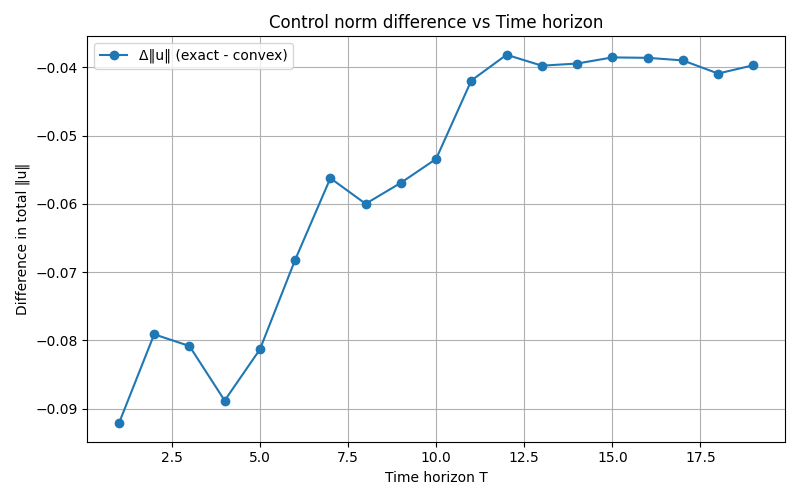 Control norm difference vs Time horizon
Δ‖u‖ (exact - convex)
Difference in total ‖u‖
−0.04
−0.05
−0.06
−0.07
−0.08
−0.09
2.5 5.0 7.5 10.0 12.5 15.0 17.5
Time horizon T